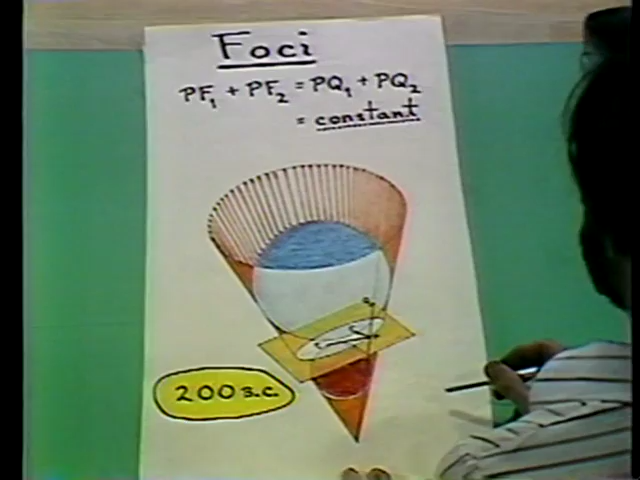 Foci
PF₁ + PF₂ = PQ₁ + PQ₂
= constant
200 B.C.